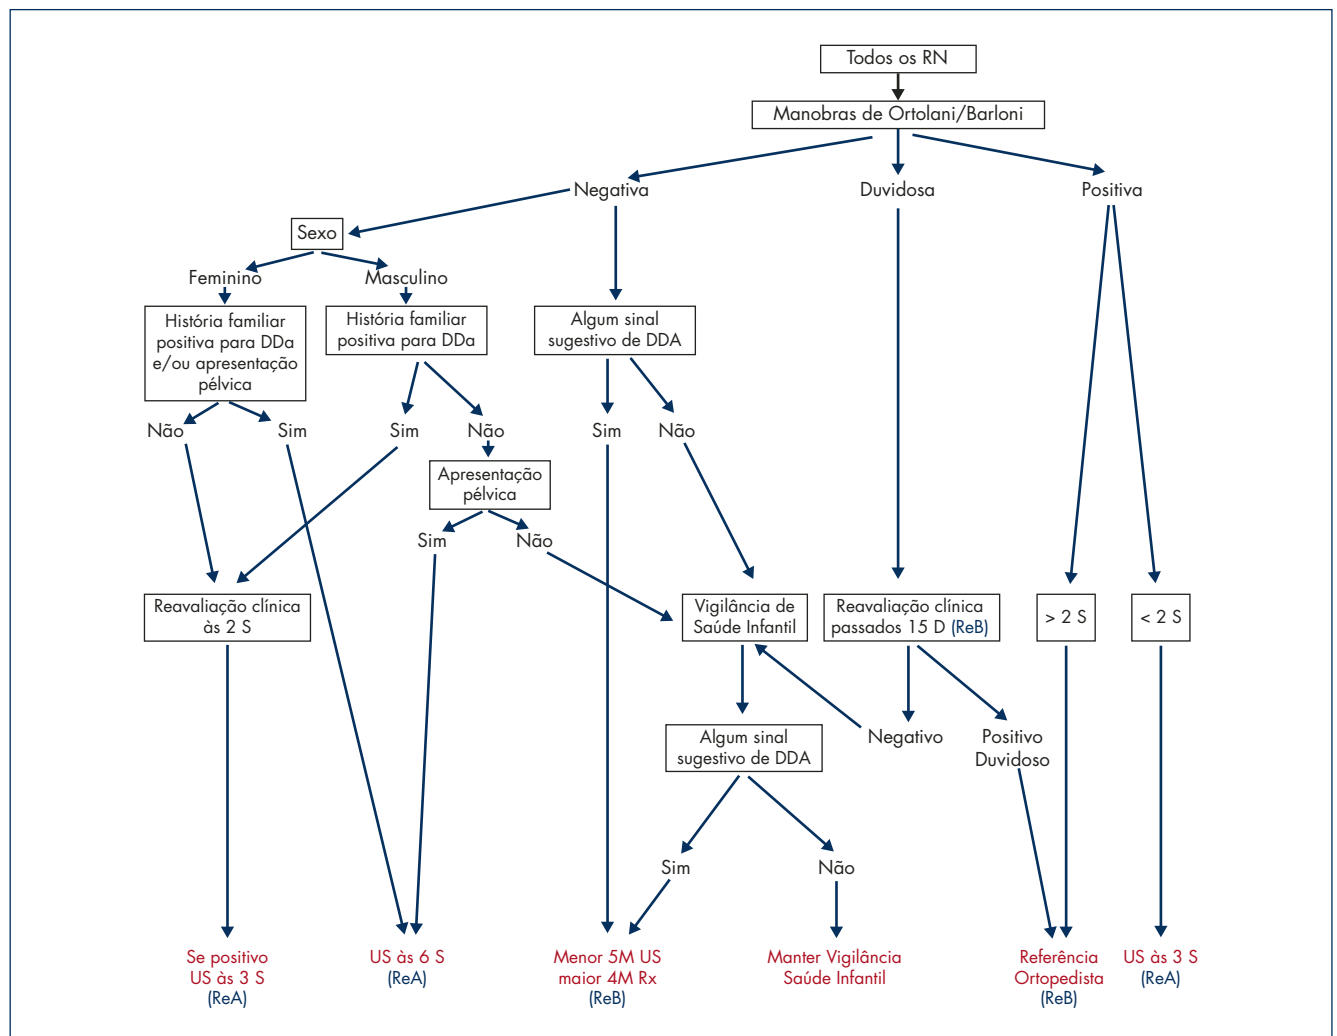 Todos os RN
Manobras de Ortolani/Barloni
Negativa
Duvidosa
Positiva
Sexo
Feminino
Masculino
História familiar
positiva para DDa
e/ou apresentação
pélvica
História familiar
positiva para DDa
Algum sinal
sugestivo de DDA
Não
Sim
Sim
Não
Sim
Não
Apresentação
pélvica
Sim
Não
Reavaliação clínica
às 2 S
Vigilância de
Saúde Infantil
Reavaliação clínica
passados 15 D (ReB)
> 2 S
< 2 S
Algum sinal
sugestivo de DDA
Negativo
Positivo
Duvidoso
Sim
Não
Se positivo
US às 3 S
(ReA)
US às 6 S
(ReA)
Menor 5M US
maior 4M Rx
(ReB)
Manter Vigilância
Saúde Infantil
Referência
Ortopedista
(ReB)
US às 3 S
(ReA)